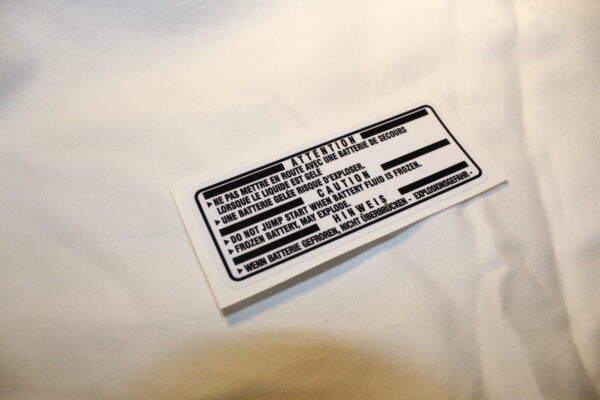 ATTENTION
▸ NE PAS METTRE EN ROUTE AVEC UNE BATTERIE DE SECOURS
LORSQUE LE LIQUIDE EST GELÉ
▸ UNE BATTERIE GELÉE RISQUE D'EXPLOSER.
CAUTION
▸ DO NOT JUMP START WHEN BATTERY FLUID IS FROZEN.
▸ FROZEN BATTERY, MAY EXPLODE.
HINWEIS
▸ WENN BATTERIE GEFROREN, NICHT ÜBERBRÜCKEN - EXPLOSIONSGEFAHR -